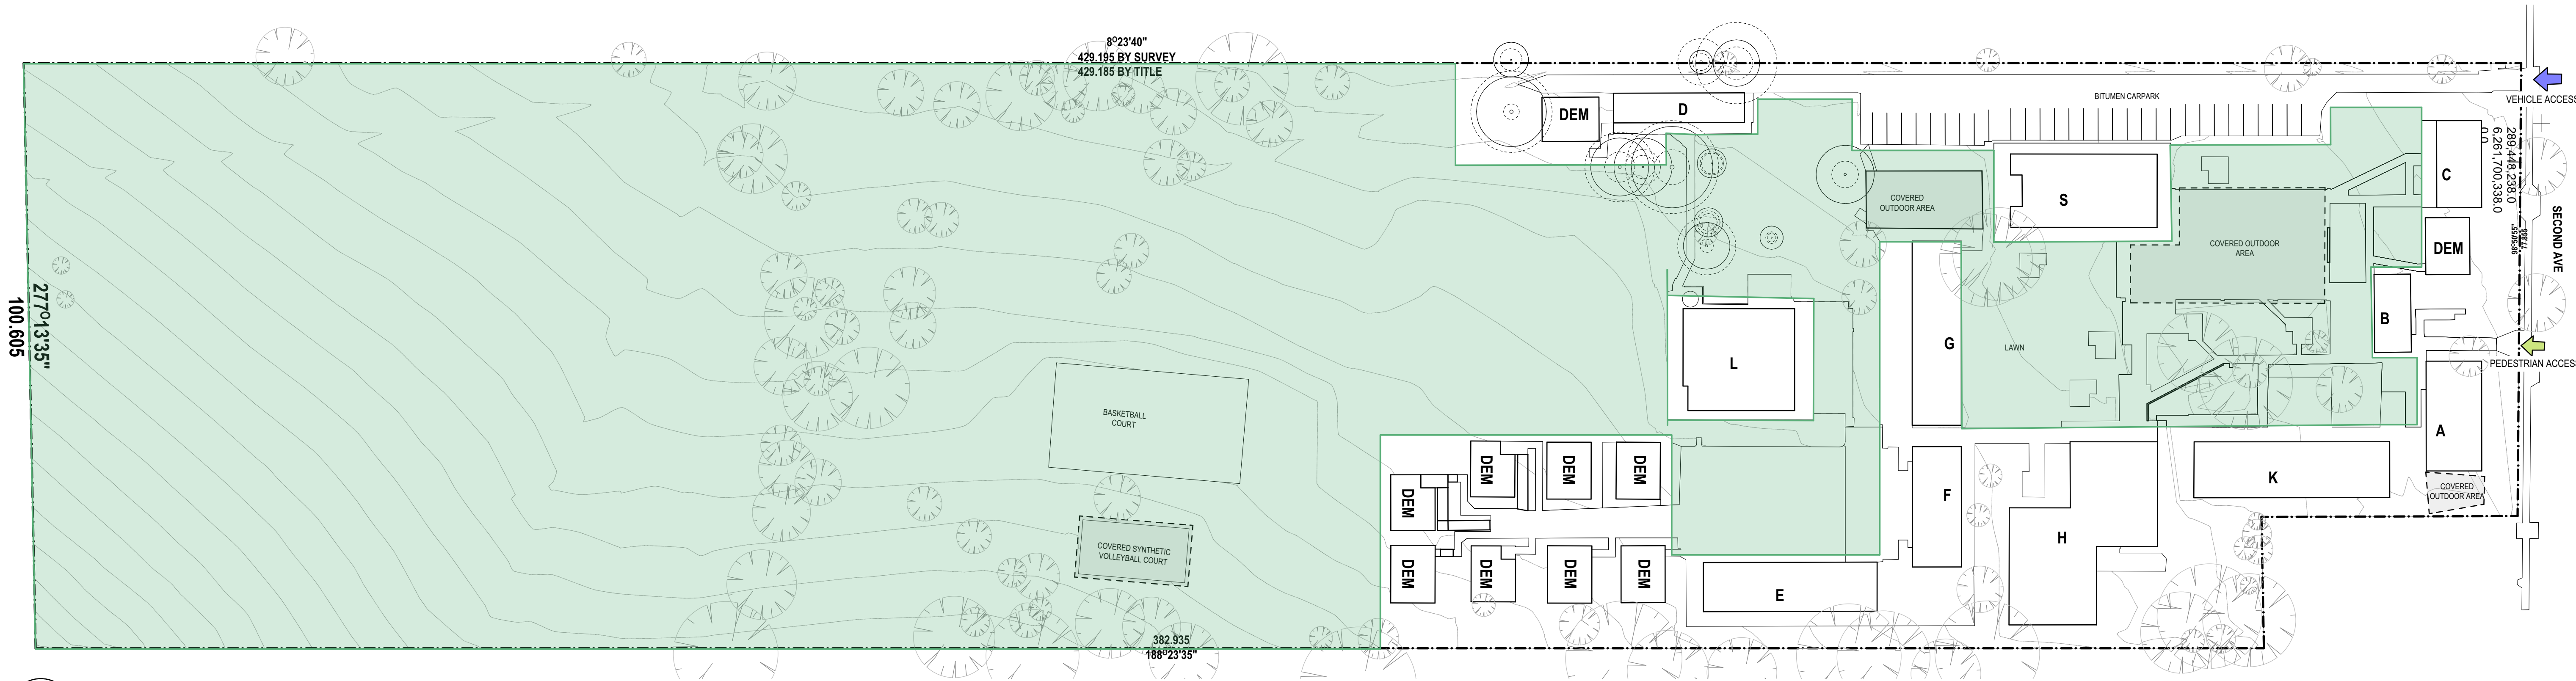 8°23'40"
429.195 BY SURVEY
429.185 BY TITLE
BITUMEN CARPARK
VEHICLE ACCESS
DEM
D
COVERED
OUTDOOR AREA
S
C
289,448,238.0
6,261,700,338.0
0.0
SECOND AVE
COVERED OUTDOOR
AREA
DEM
277°13'35"
100.605
B
L
G
LAWN
PEDESTRIAN ACCESS
BASKETBALL
COURT
A
DEM
DEM
DEM
DEM
F
K
COVERED
OUTDOOR AREA
COVERED SYNTHETIC
VOLLEYBALL COURT
H
DEM
DEM
DEM
DEM
E
382.935
188°23'35"